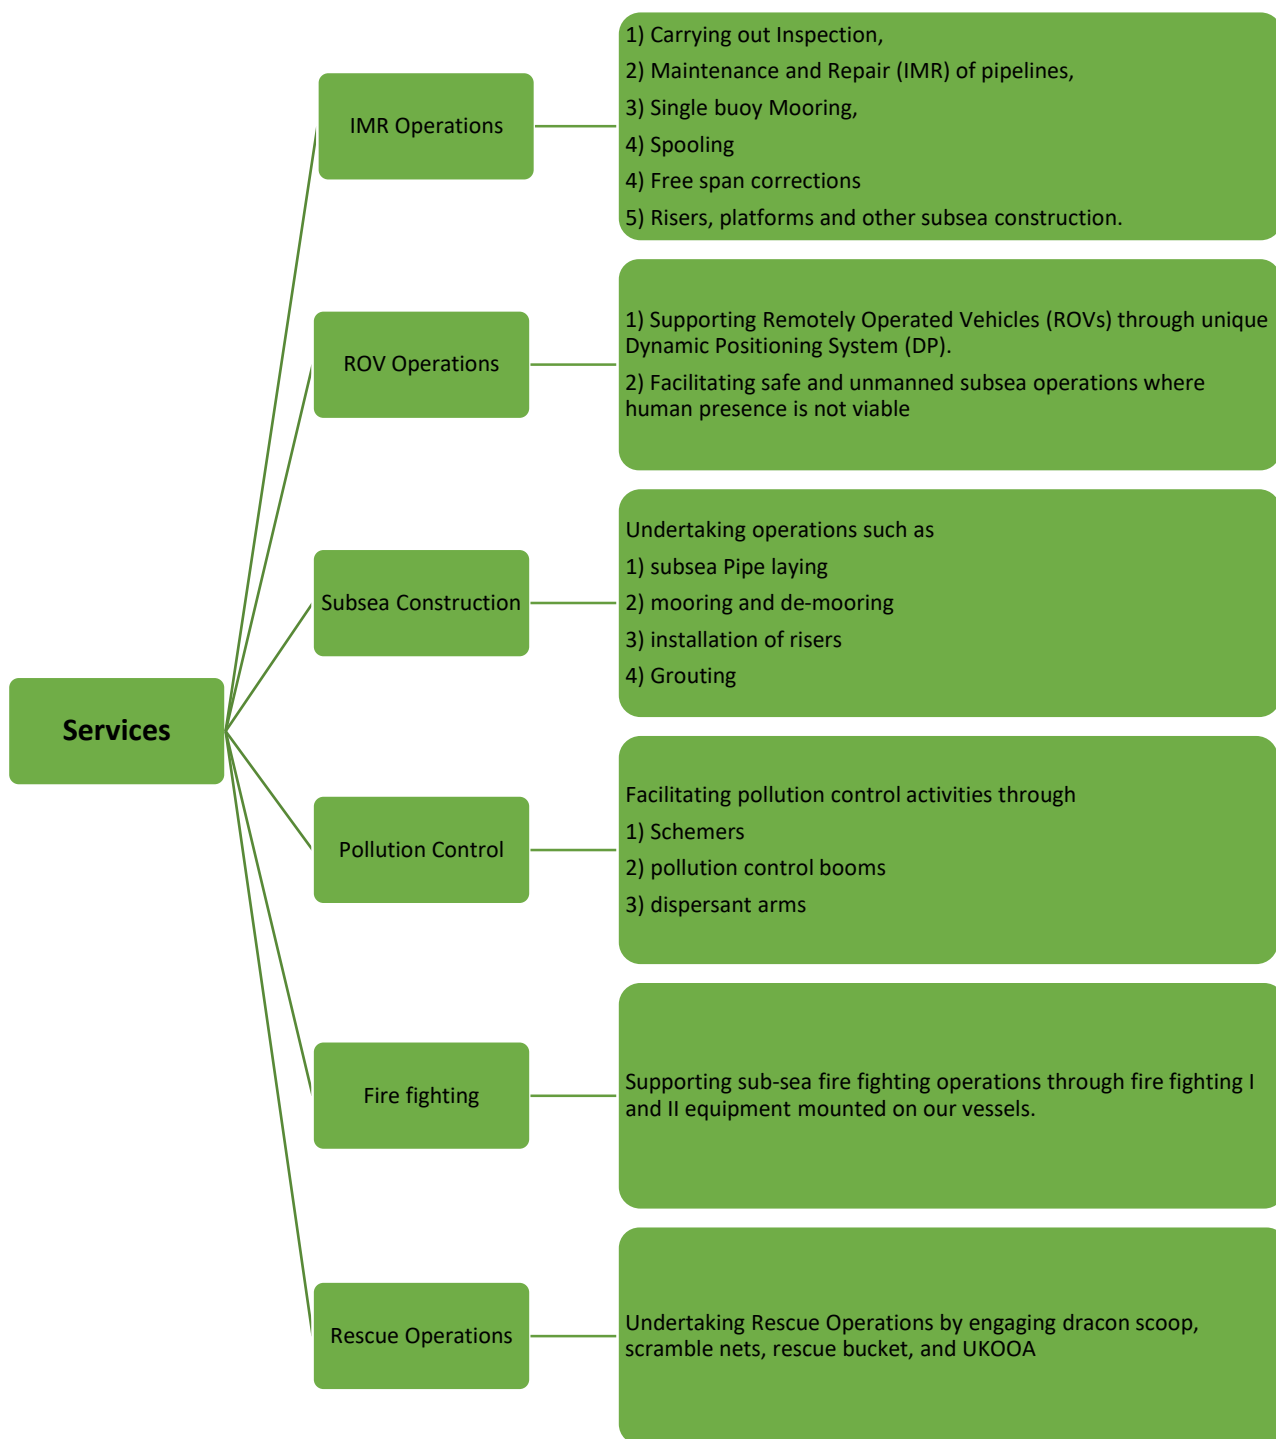 Services
IMR Operations
1) Carrying out Inspection,
2) Maintenance and Repair (IMR) of pipelines,
3) Single buoy Mooring,
4) Spooling
4) Free span corrections
5) Risers, platforms and other subsea construction.
ROV Operations
1) Supporting Remotely Operated Vehicles (ROVs) through unique
Dynamic Positioning System (DP).
2) Facilitating safe and unmanned subsea operations where
human presence is not viable
Subsea Construction
Undertaking operations such as
1) subsea Pipe laying
2) mooring and de-mooring
3) installation of risers
4) Grouting
Pollution Control
Facilitating pollution control activities through
1) Schemers
2) pollution control booms
3) dispersant arms
Fire fighting
Supporting sub-sea fire fighting operations through fire fighting I
and II equipment mounted on our vessels.
Rescue Operations
Undertaking Rescue Operations by engaging dracon scoop,
scramble nets, rescue bucket, and UKOOA